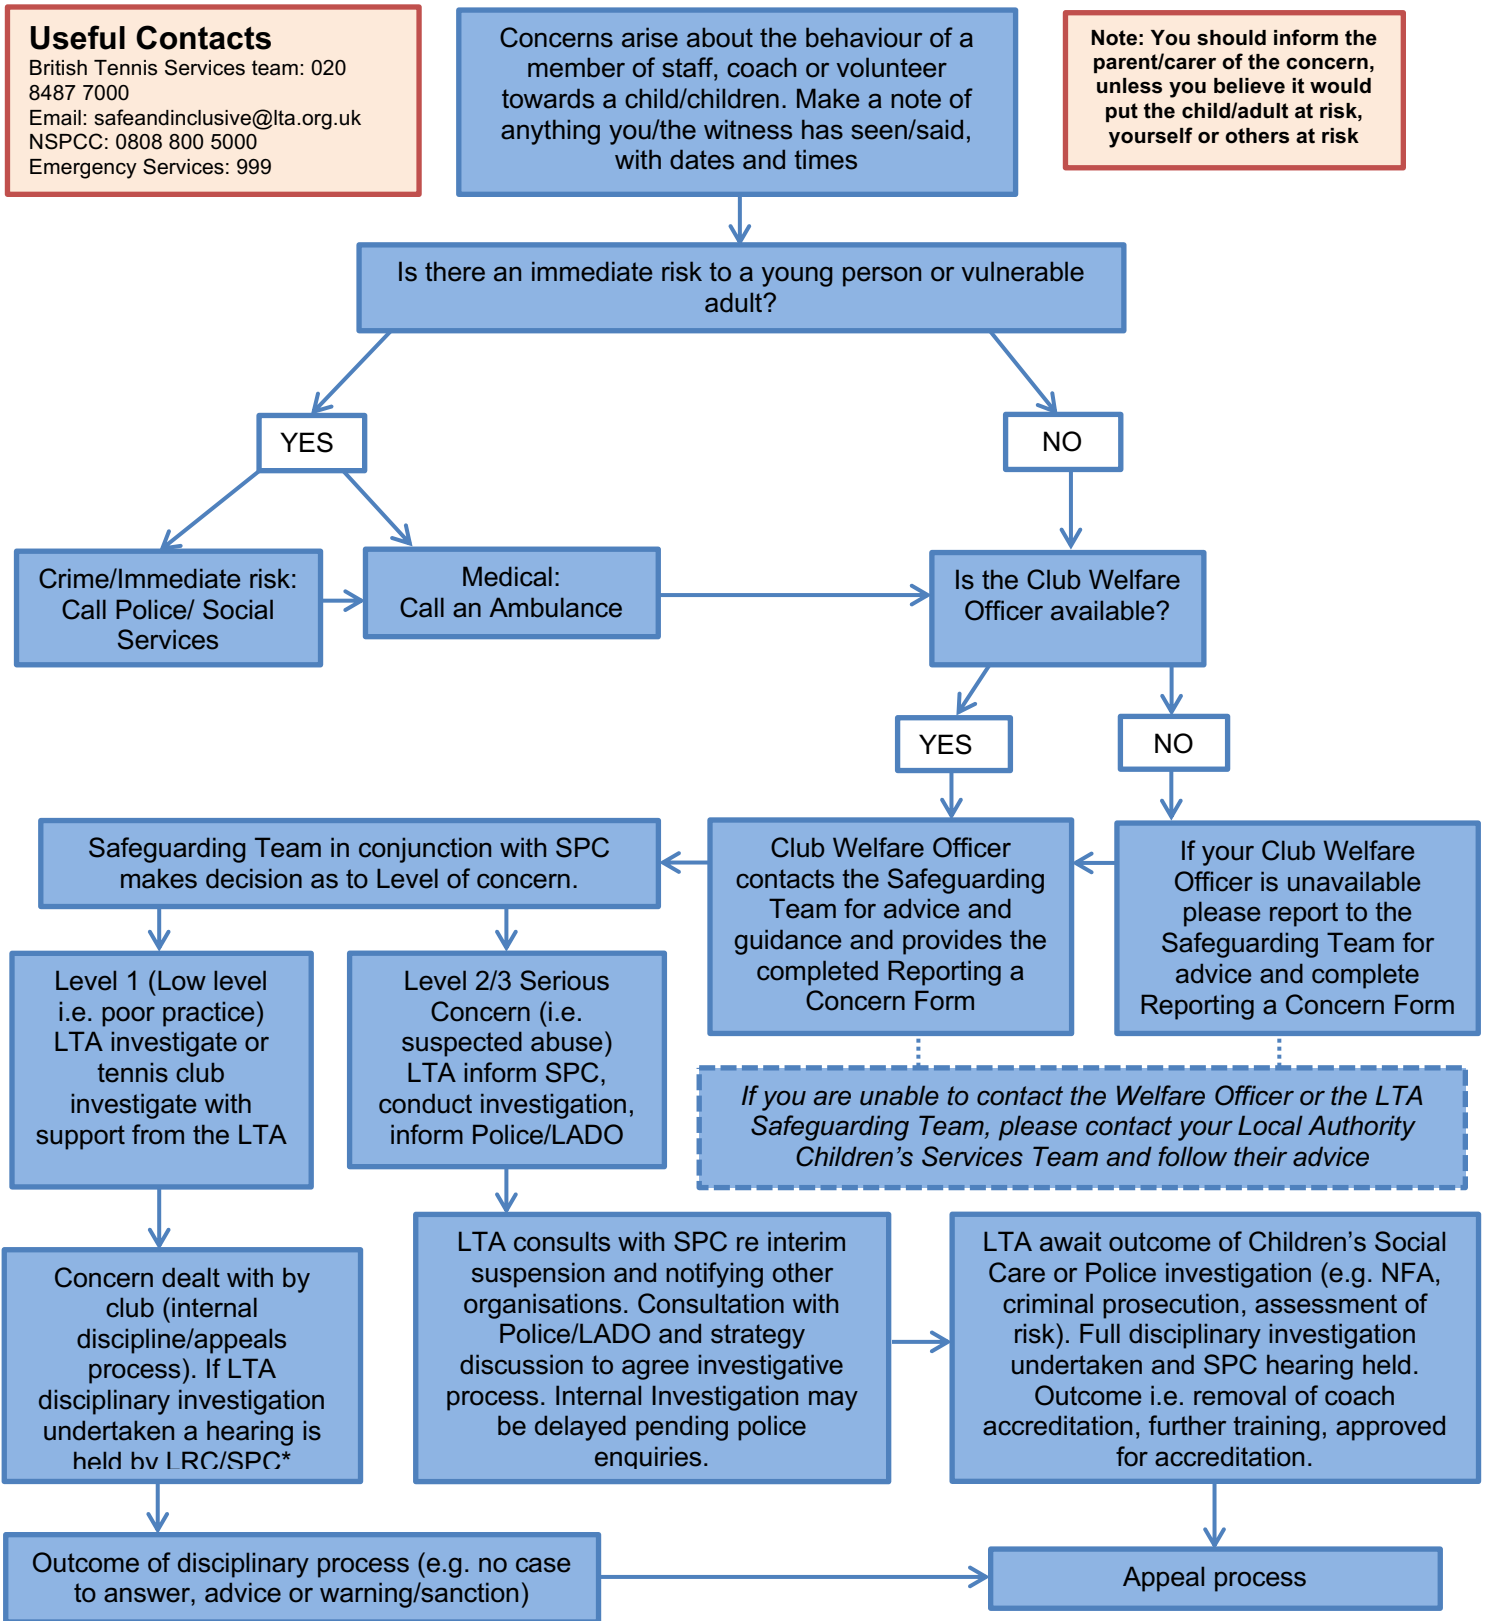 Useful Contacts
British Tennis Services team: 020
8487 7000
Email: safeandinclusive@lta.org.uk
NSPCC: 0808 800 5000
Emergency Services: 999
Concerns arise about the behaviour of a
member of staff, coach or volunteer
towards a child/children. Make a note of
anything you/the witness has seen/said,
with dates and times
Note: You should inform the
parent/carer of the concern,
unless you believe it would
put the child/adult at risk,
yourself or others at risk
Is there an immediate risk to a young person or vulnerable
adult?
YES
NO
Crime/Immediate risk:
Call Police/ Social
Services
Medical:
Call an Ambulance
Is the Club Welfare
Officer available?
YES
NO
Safeguarding Team in conjunction with SPC
makes decision as to Level of concern.
Club Welfare Officer
contacts the Safeguarding
Team for advice and
guidance and provides the
completed Reporting a
Concern Form
If your Club Welfare
Officer is unavailable
please report to the
Safeguarding Team for
advice and complete
Reporting a Concern Form
Level 1 (Low level
i.e. poor practice)
LTA investigate or
tennis club
investigate with
support from the LTA
Level 2/3 Serious
Concern (i.e.
suspected abuse)
LTA inform SPC,
conduct investigation,
inform Police/LADO
If you are unable to contact the Welfare Officer or the LTA
Safeguarding Team, please contact your Local Authority
Children’s Services Team and follow their advice
Concern dealt with by
club (internal
discipline/appeals
process). If LTA
disciplinary investigation
undertaken a hearing is
held by LRC/SPC*
LTA consults with SPC re interim
suspension and notifying other
organisations. Consultation with
Police/LADO and strategy
discussion to agree investigative
process. Internal Investigation may
be delayed pending police
enquiries.
LTA await outcome of Children’s Social
Care or Police investigation (e.g. NFA,
criminal prosecution, assessment of
risk). Full disciplinary investigation
undertaken and SPC hearing held.
Outcome i.e. removal of coach
accreditation, further training, approved
for accreditation.
Outcome of disciplinary process (e.g. no case
to answer, advice or warning/sanction)
Appeal process